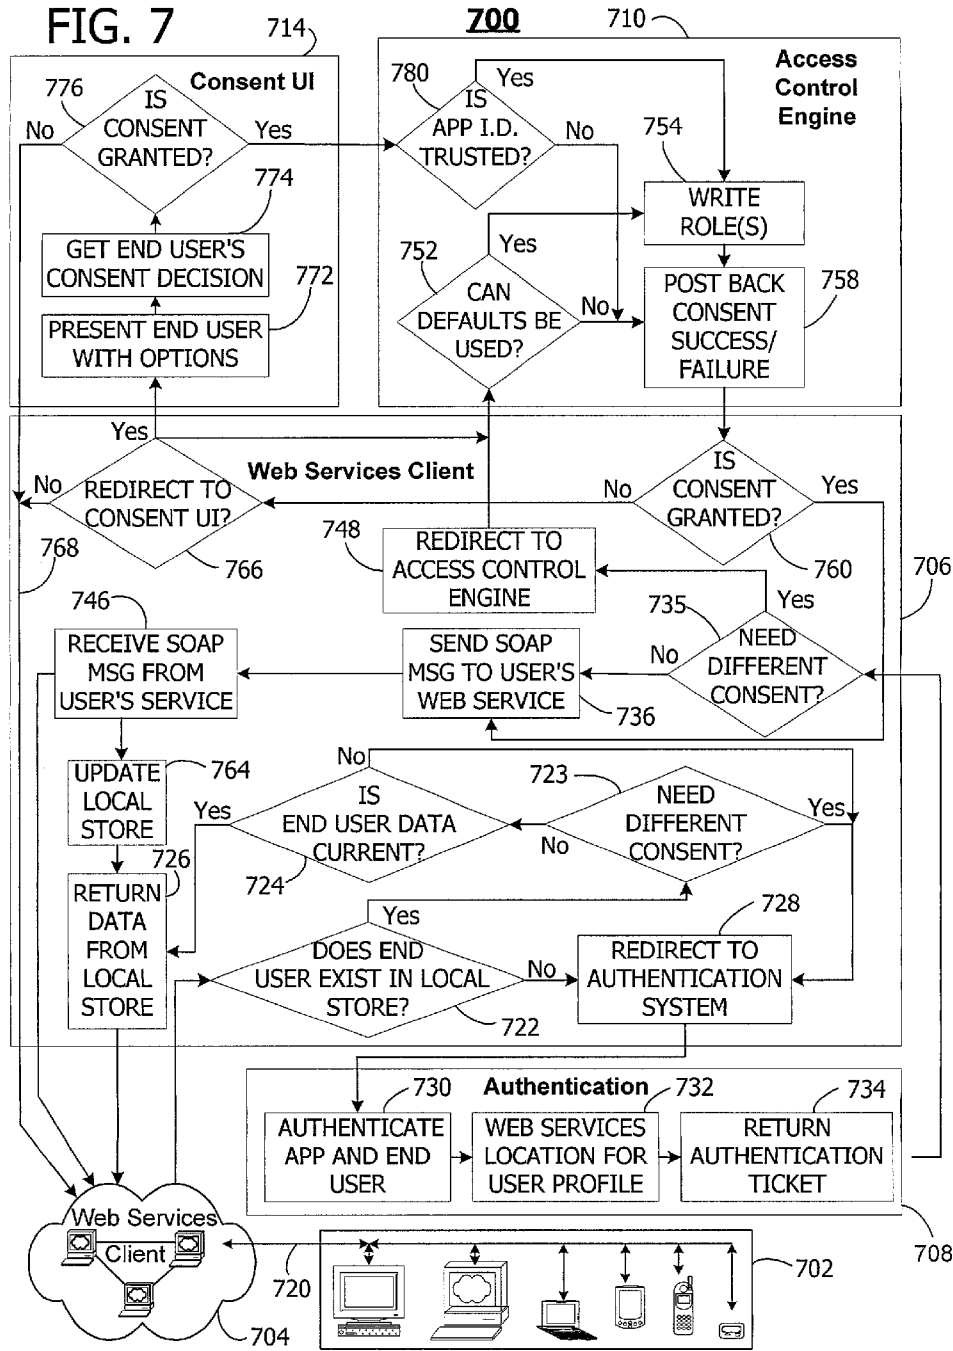 FIG. 7
700
714
710
Consent UI
Access
Control
Engine
776
IS
CONSENT
GRANTED?
No
Yes
780
IS
APP I.D.
TRUSTED?
Yes
No
754
WRITE
ROLE(S)
774
GET END USER'S
CONSENT DECISION
772
PRESENT END USER
WITH OPTIONS
752
Yes
CAN
DEFAULTS BE
USED?
No
POST BACK
CONSENT
SUCCESS/
FAILURE
758
Yes
Web Services Client
No
REDIRECT TO
CONSENT UI?
766
768
IS
CONSENT
GRANTED?
No
Yes
760
748
REDIRECT TO
ACCESS CONTROL
ENGINE
706
746
RECEIVE SOAP
MSG FROM
USER'S SERVICE
SEND SOAP
MSG TO USER'S
WEB SERVICE
736
735
Yes
No
NEED
DIFFERENT
CONSENT?
UPDATE
LOCAL
STORE
764
No
Yes
IS
END USER DATA
CURRENT?
724
723
NEED
DIFFERENT
CONSENT?
Yes
No
726
RETURN
DATA
FROM
LOCAL
STORE
Yes
DOES END
USER EXIST IN LOCAL
STORE?
No
722
728
REDIRECT TO
AUTHENTICATION
SYSTEM
Authentication
730
AUTHENTICATE
APP AND END
USER
732
WEB SERVICES
LOCATION FOR
USER PROFILE
734
RETURN
AUTHENTICATION
TICKET
708
Web Services
Client
704
720
702